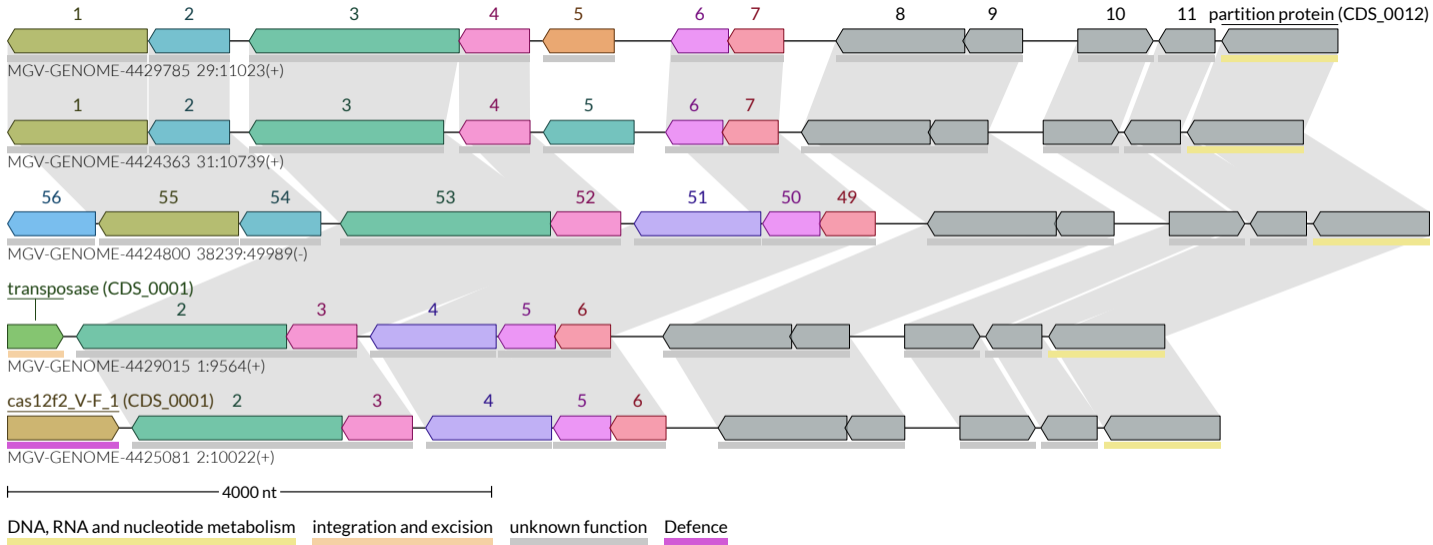 1 2 3 4 5 6 7 8 9 10 11 partition protein (CDS_0012)
MGV-GENOME-4429785 29:11023(+)
1 2 3 4 5 6 7
MGV-GENOME-4424363 31:10739(+)
56 55 54 53 52 51 50 49
MGV-GENOME-4424800 38239:49989(-)
transposase (CDS_0001)
2 3 4 5 6
MGV-GENOME-4429015 1:9564(+)
cas12f2_V-F_1 (CDS_0001) 2 3 4 5 6
MGV-GENOME-4425081 2:10022(+)
4000 nt
DNA, RNA and nucleotide metabolism integration and excision unknown function Defence